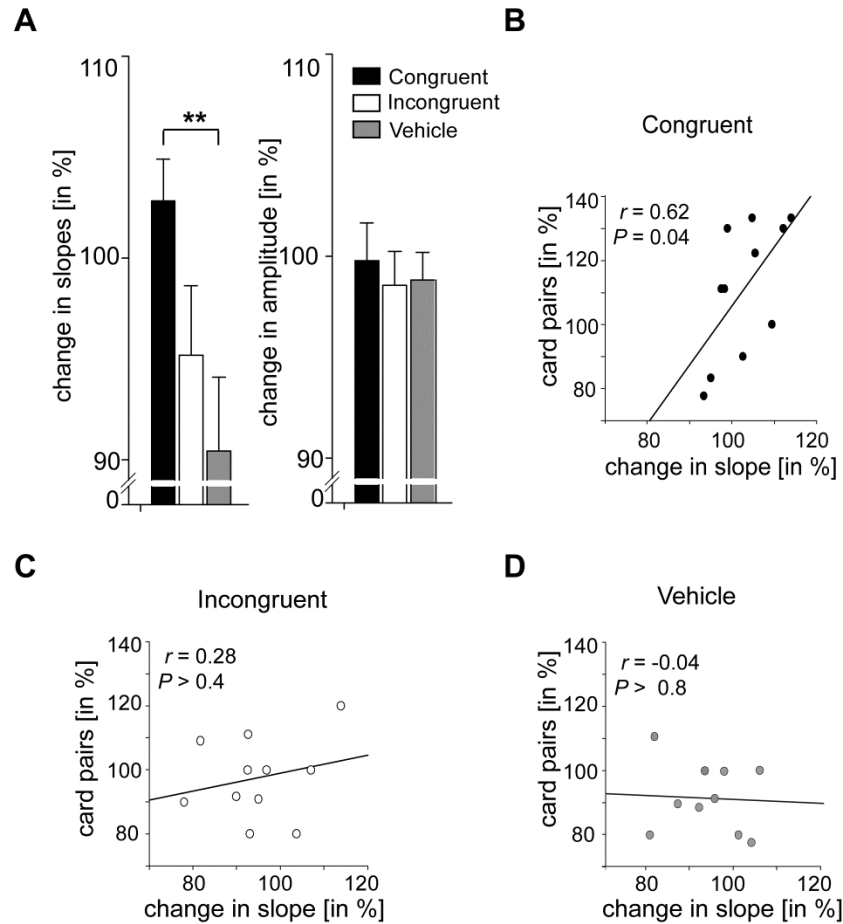 A
110
100
90
0
change in slopes [in %]
**
110
100
90
0
change in amplitude [in %]
Congruent
Incongruent
Vehicle
B
Congruent
r = 0.62
P = 0.04
140
120
100
80
card pairs [in %]
80 100 120
change in slope [in %]
C
Incongruent
r = 0.28
P > 0.4
140
120
100
80
card pairs [in %]
80 100 120
change in slope [in %]
D
Vehicle
r = -0.04
P > 0.8
140
120
100
80
card pairs [in %]
80 100 120
change in slope [in %]